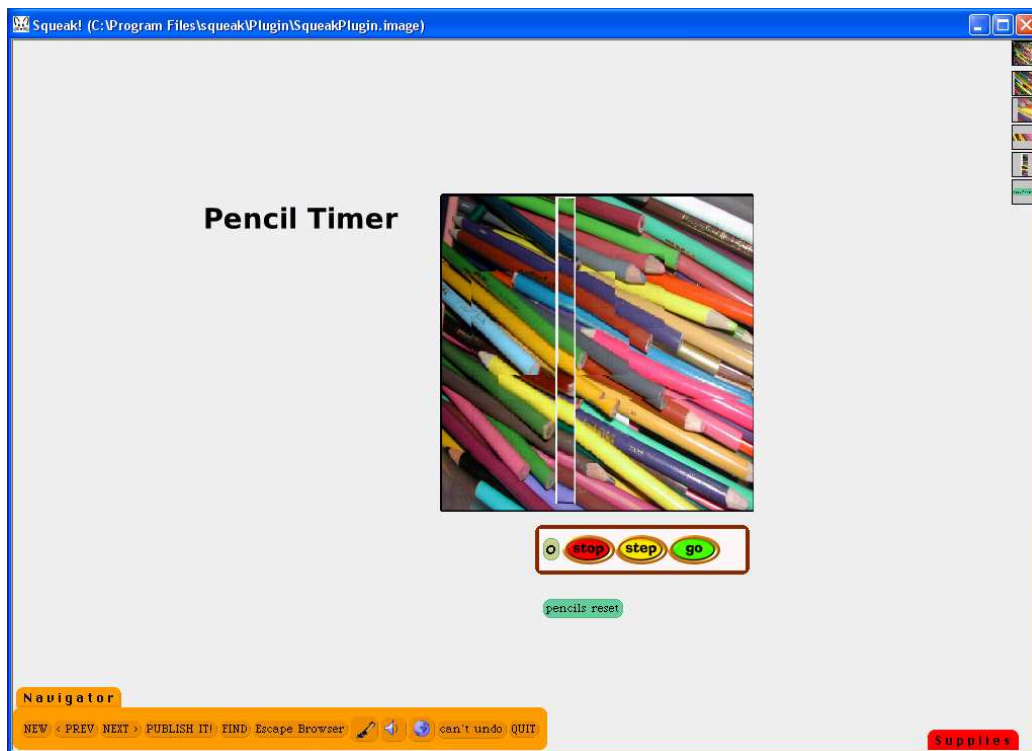 Squeak! (C:\Program Files\squeak\Plugin\SqueakPlugin.image)
Pencil Timer
O stop step go
pencils reset
Navigator
NEW < PREV NEXT > PUBLISH IT! FIND Escape Browser can't undo QUIT
Supplies